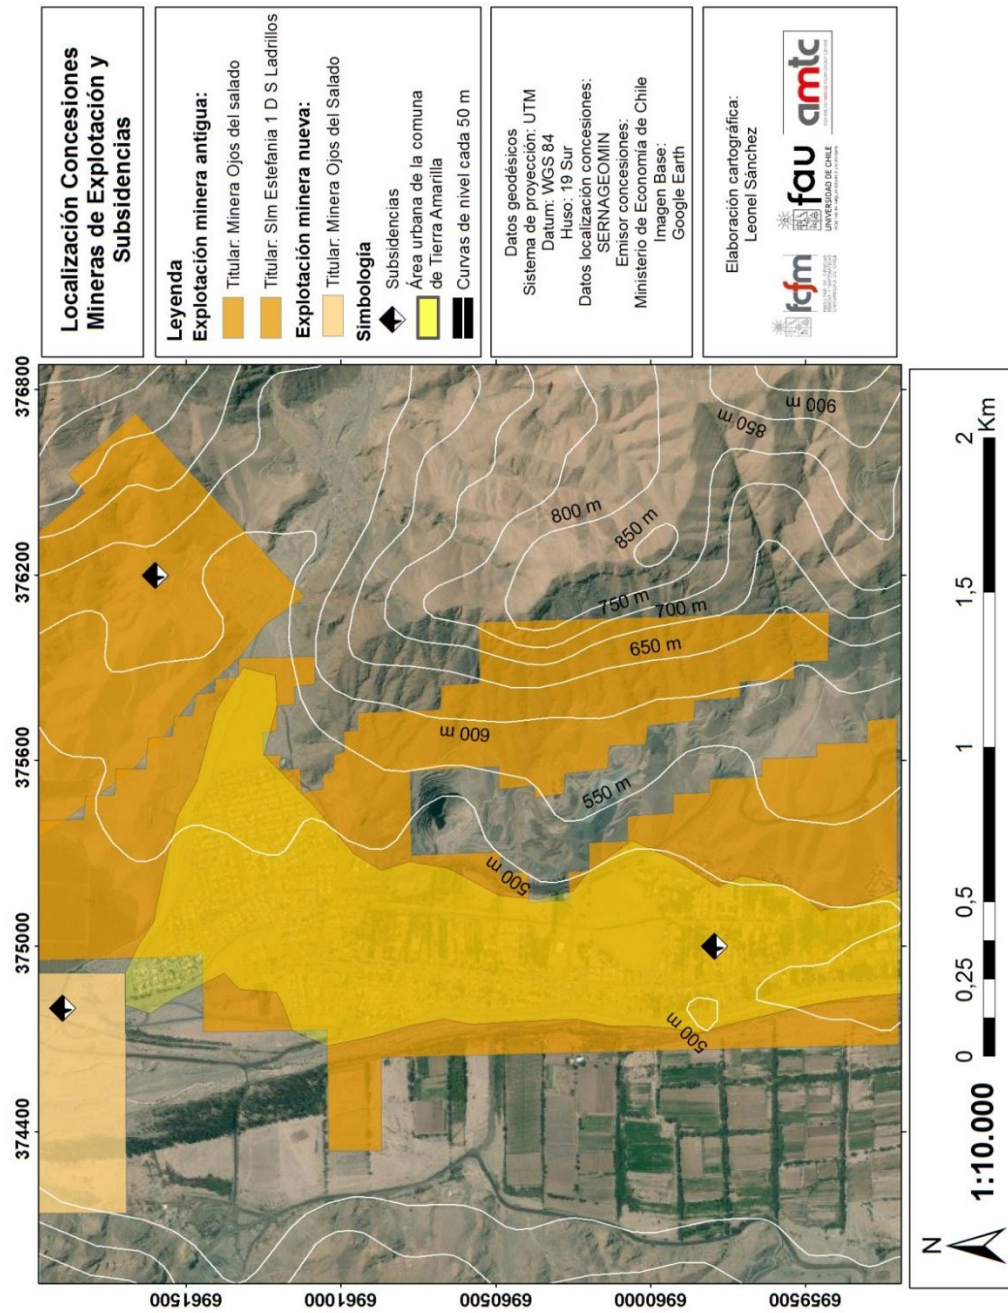 Localización Concesiones
Mineras de Explotación y
Subsidencias
Leyenda
Explotación minera antigua:
Titular: Minera Ojos del salado
Titular: Slm Estefania 1 D S Ladrillos
Explotación minera nueva:
Titular: Minera Ojos del Salado
Simbología
Subsidencias
Área urbana de la comuna
de Tierra Amarilla
Curvas de nivel cada 50 m
Datos geodésicos
Sistema de proyección: UTM
Datum: WGS 84
Huso: 19 Sur
Datos localización concesiones:
SERNAGEOMIN
Emisor concesiones:
Ministerio de Economía de Chile
Imagen Base:
Google Earth
Elaboración cartográfica:
Leonel Sánchez
fcfm
fau
UNIVERSIDAD DE CHILE
amtc
374400
375000
375600
376200
376800
6961500
6961000
6960500
6960000
6959500
800 m
850 m
750 m
700 m
650 m
600 m
550 m
500 m
500 m
850 m
900 m
N
1:10.000
0
0,25
0,5
1
1,5
2
Km